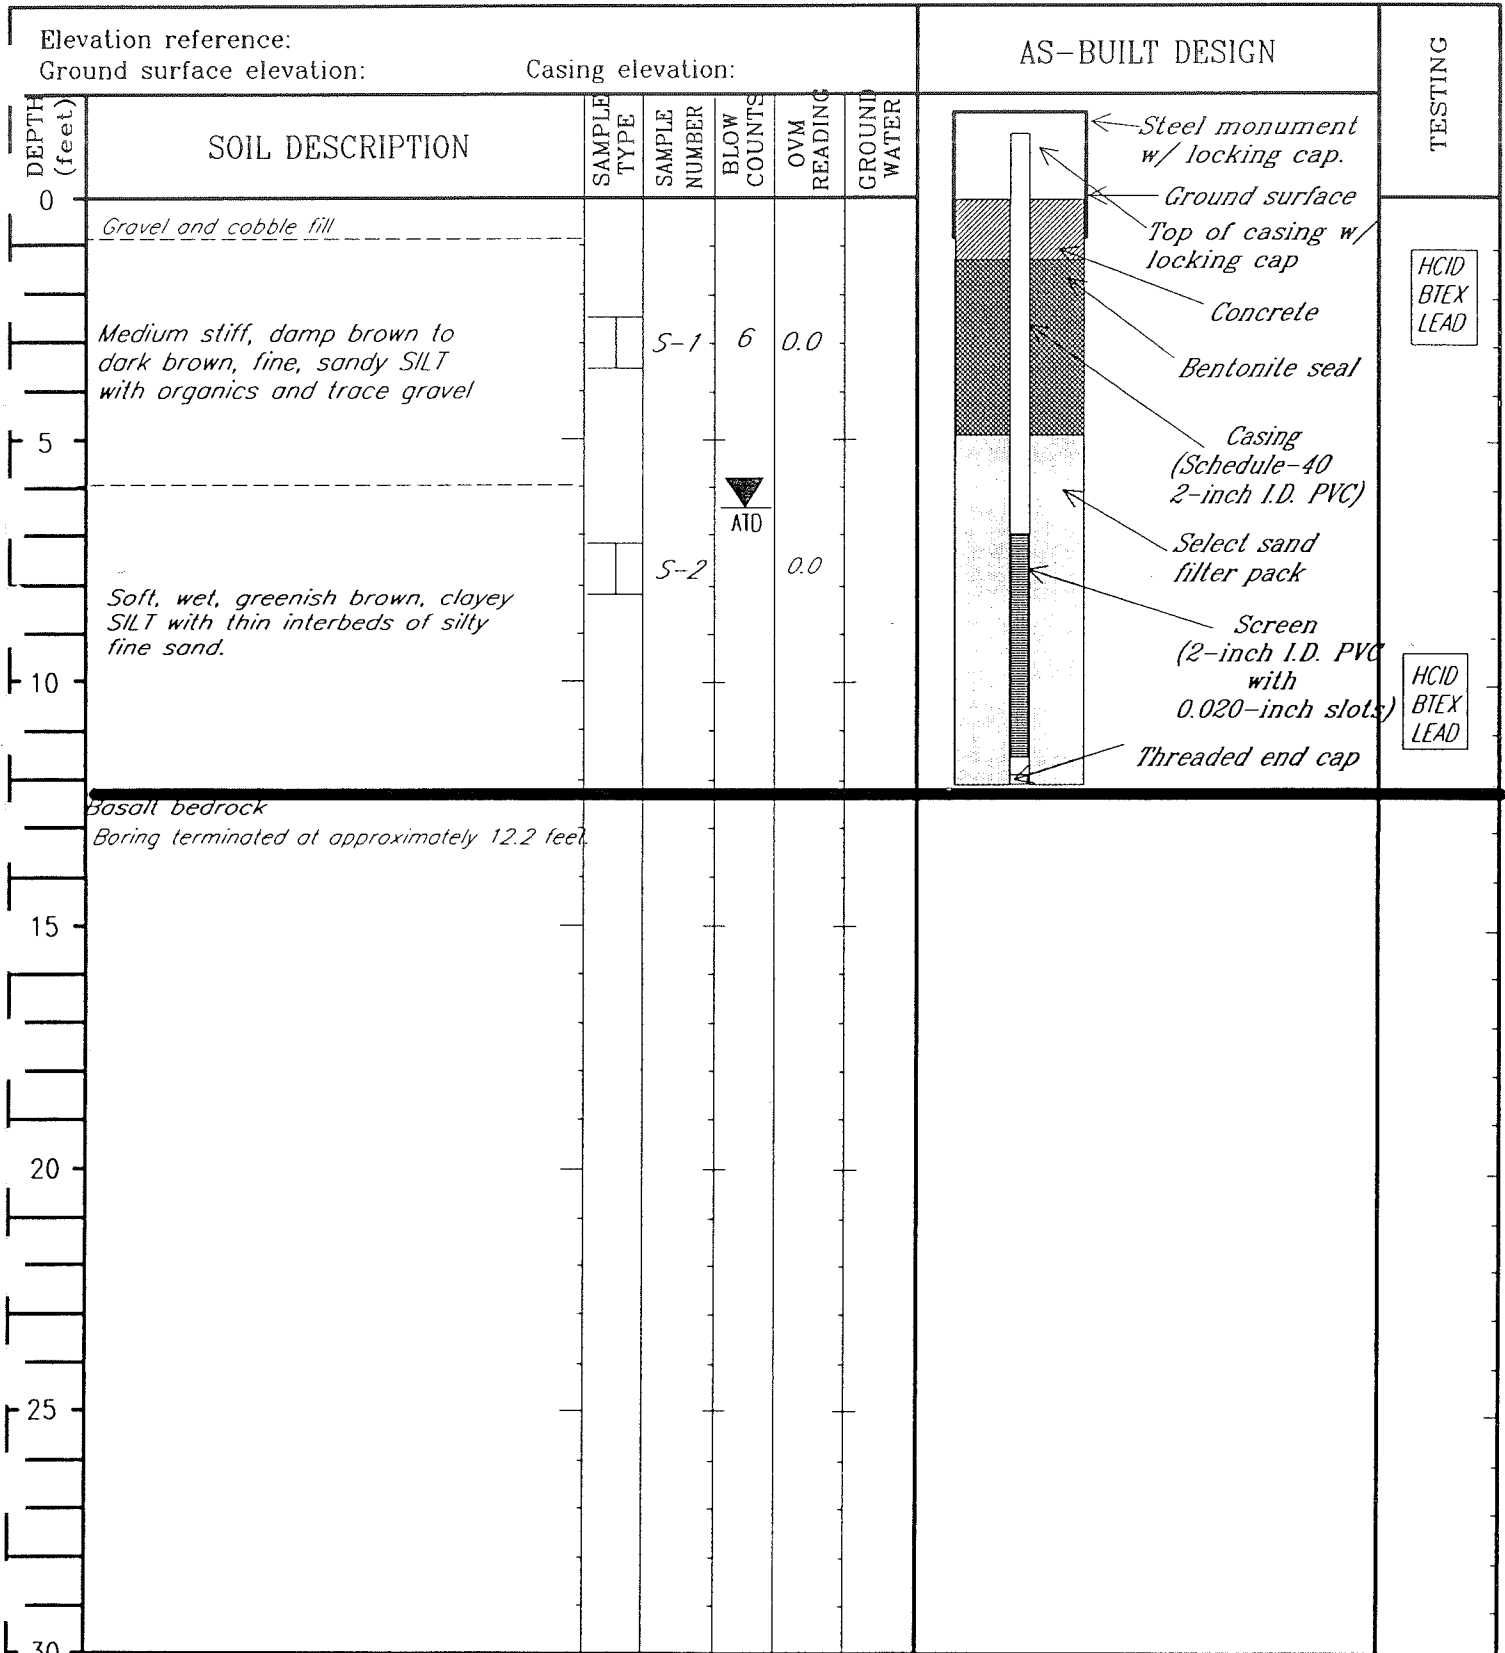 Elevation reference:
Ground surface elevation: Casing elevation:
AS-BUILT DESIGN
TESTING
DEPTH
(feet)
SOIL DESCRIPTION
SAMPLE
TYPE
SAMPLE
NUMBER
BLOW
COUNTS
OVM
READING
GROUND
WATER
Steel monument
w/ locking cap.
Ground surface
Top of casing w/
locking cap
Concrete
Bentonite seal
Casing
(Schedule-40
2-inch I.D. PVC)
Select sand
filter pack
Screen
(2-inch I.D. PVC
with
0.020-inch slots)
Threaded end cap
0
Gravel and cobble fill
Medium stiff, damp brown to
dark brown, fine, sandy SILT
with organics and trace gravel
S-1 6 0.0
HCID
BTEX
LEAD
5
ATD
S-2 0.0
Soft, wet, greenish brown, clayey
SILT with thin interbeds of silty
fine sand.
10
HCID
BTEX
LEAD
Basalt bedrock
Boring terminated at approximately 12.2 feet.
15
20
25
30